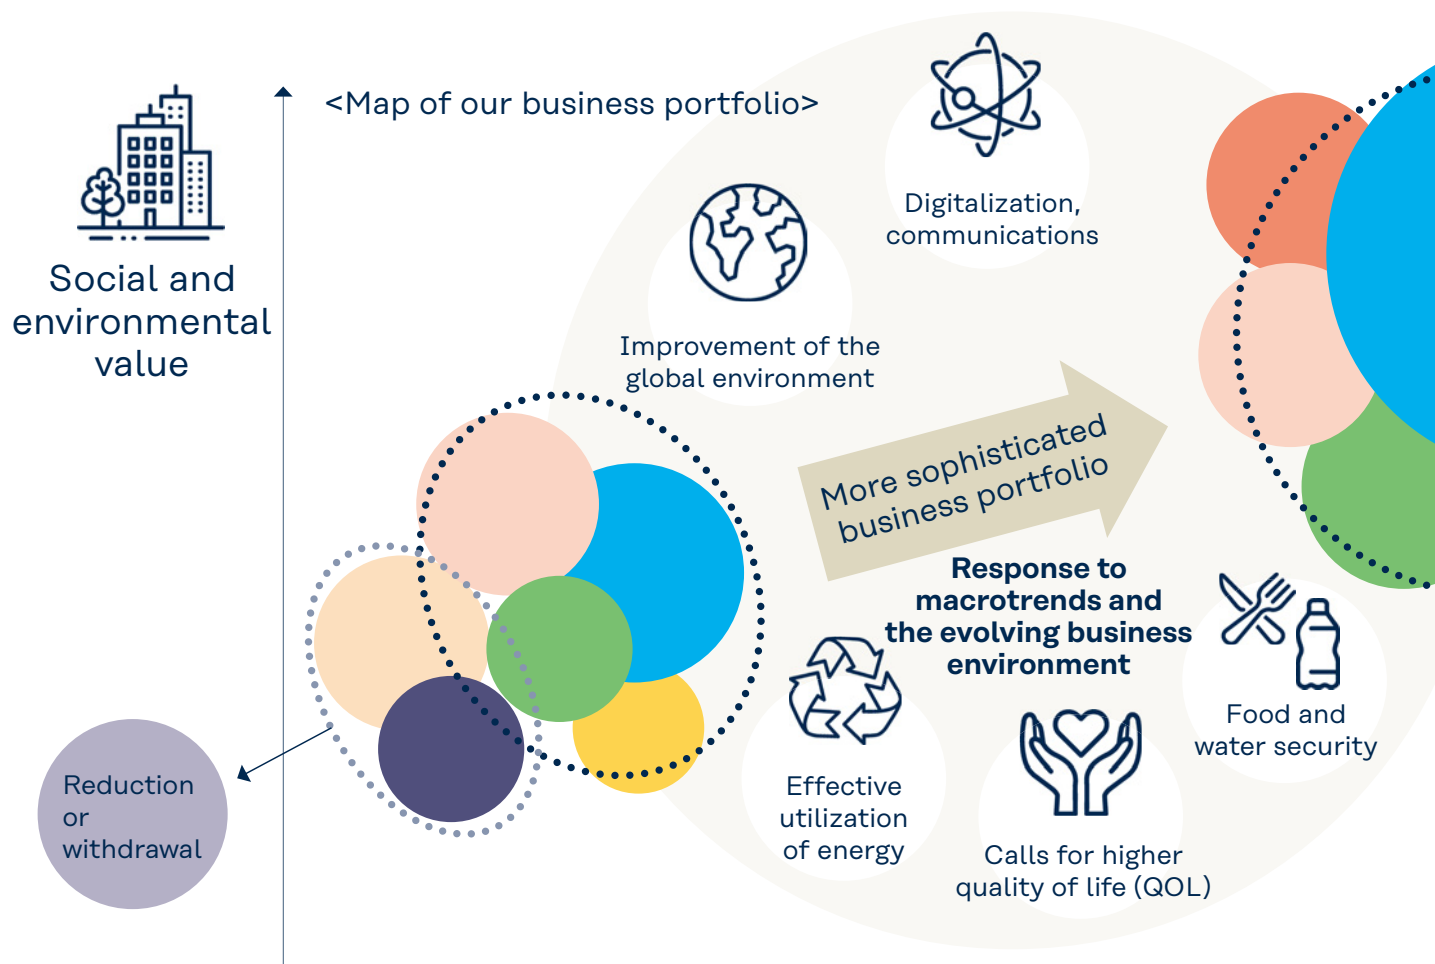 <Map of our business portfolio>
Social and
environmental
value
Digitalization,
communications
Improvement of the
global environment
More sophisticated
business portfolio
Response to
macrotrends and
the evolving business
environment
Food and
water security
Effective
utilization
of energy
Calls for higher
quality of life (QOL)
Reduction
or
withdrawal